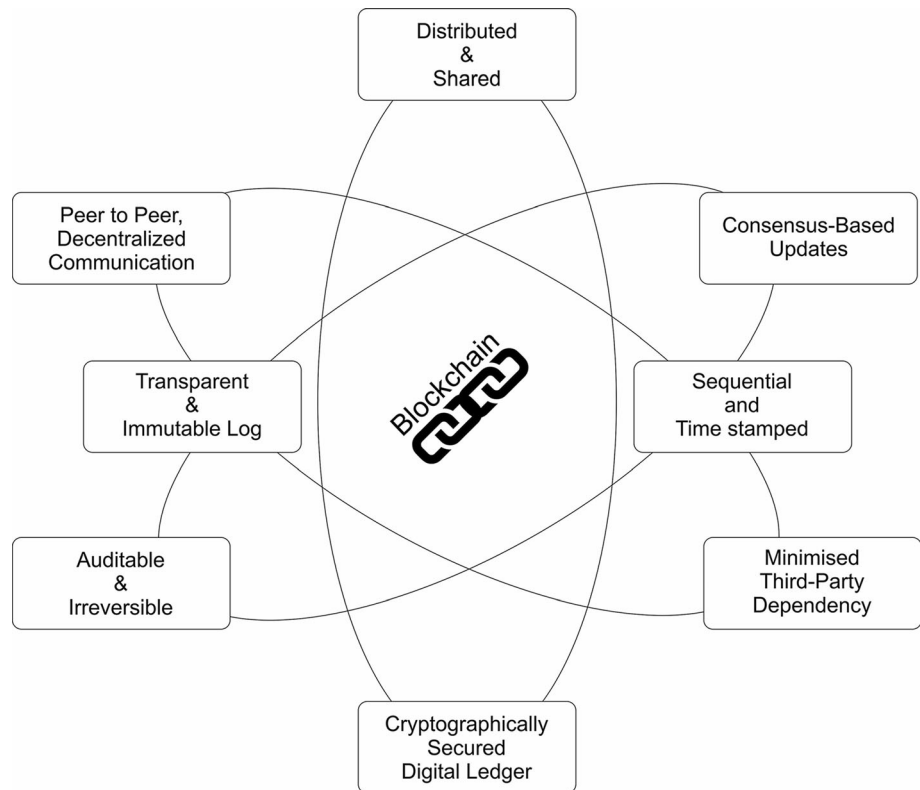 Distributed
&
Shared
Peer to Peer,
Decentralized
Communication
Consensus-Based
Updates
Blockchain
Transparent
&
Immutable Log
Sequential
and
Time stamped
Auditable
&
Irreversible
Minimised
Third-Party
Dependency
Cryptographically
Secured
Digital Ledger